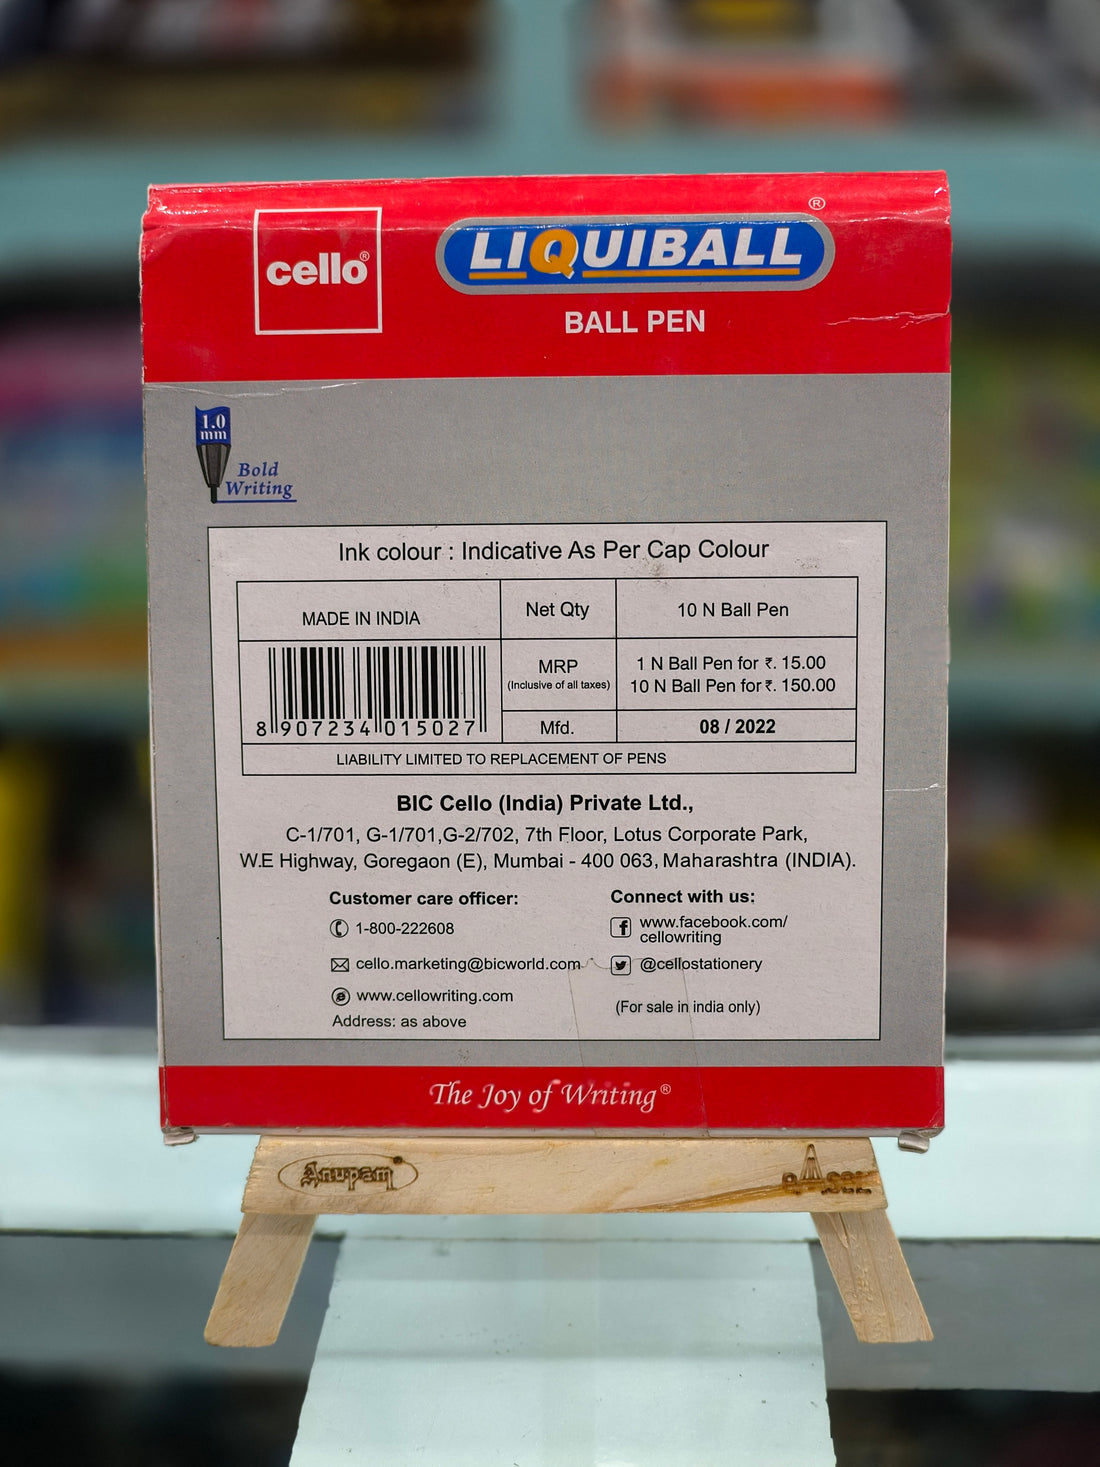 cello®
LIQUIBALL®
BALL PEN
1.0
mm
Bold
Writing
Ink colour : Indicative As Per Cap Colour
MADE IN INDIA
Net Qty
10 N Ball Pen
8 907234 015027
MRP
(Inclusive of all taxes)
1 N Ball Pen for ₹. 15.00
10 N Ball Pen for ₹. 150.00
Mfd.
08 / 2022
LIABILITY LIMITED TO REPLACEMENT OF PENS
BIC Cello (India) Private Ltd.,
C-1/701, G-1/701,G-2/702, 7th Floor, Lotus Corporate Park,
W.E Highway, Goregaon (E), Mumbai - 400 063, Maharashtra (INDIA).
Customer care officer:
1-800-222608
cello.marketing@bicworld.com
www.cellowriting.com
Address: as above
Connect with us:
www.facebook.com/
cellowriting
@cellostationery
(For sale in india only)
The Joy of Writing®
Anupam